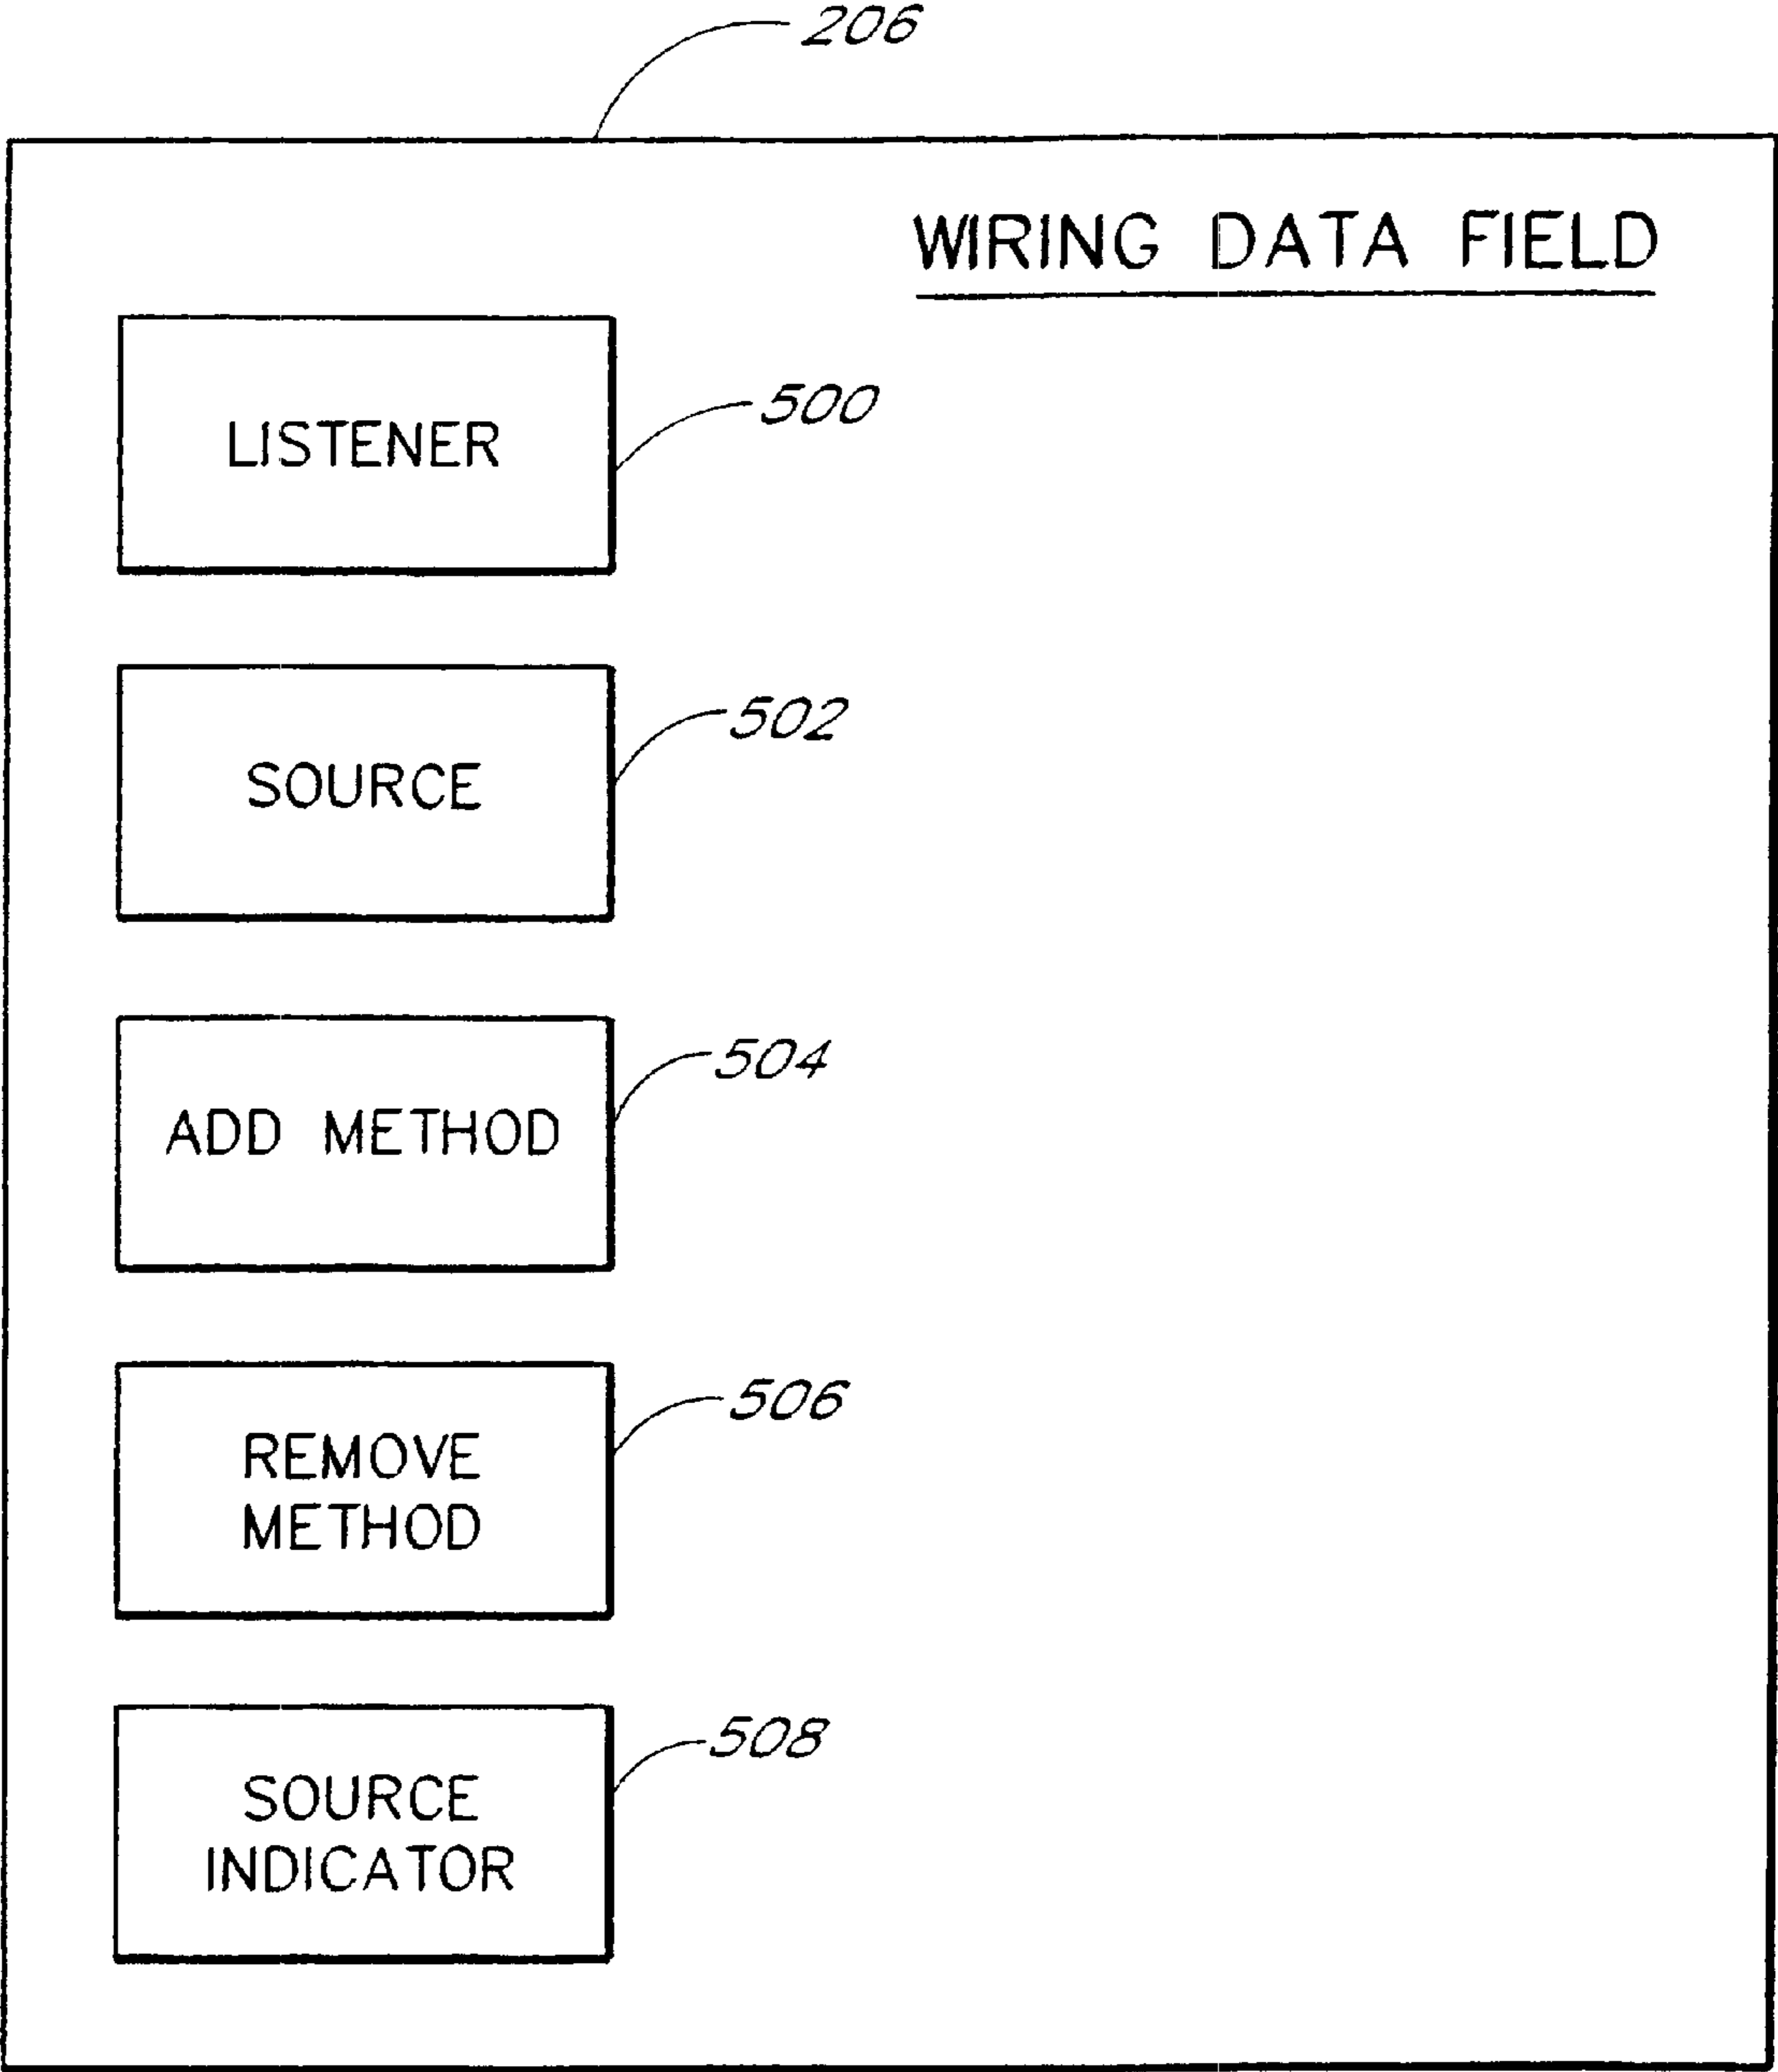 206
WIRING DATA FIELD
LISTENER
500
SOURCE
502
ADD METHOD
504
REMOVE
METHOD
506
SOURCE
INDICATOR
508